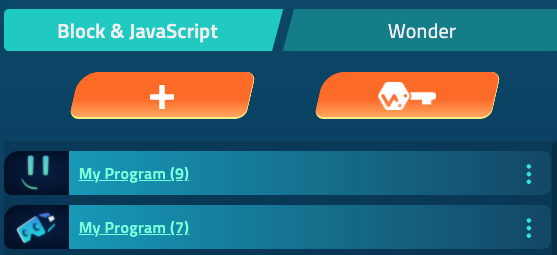 Block & JavaScript
Wonder
My Program (9)
My Program (7)